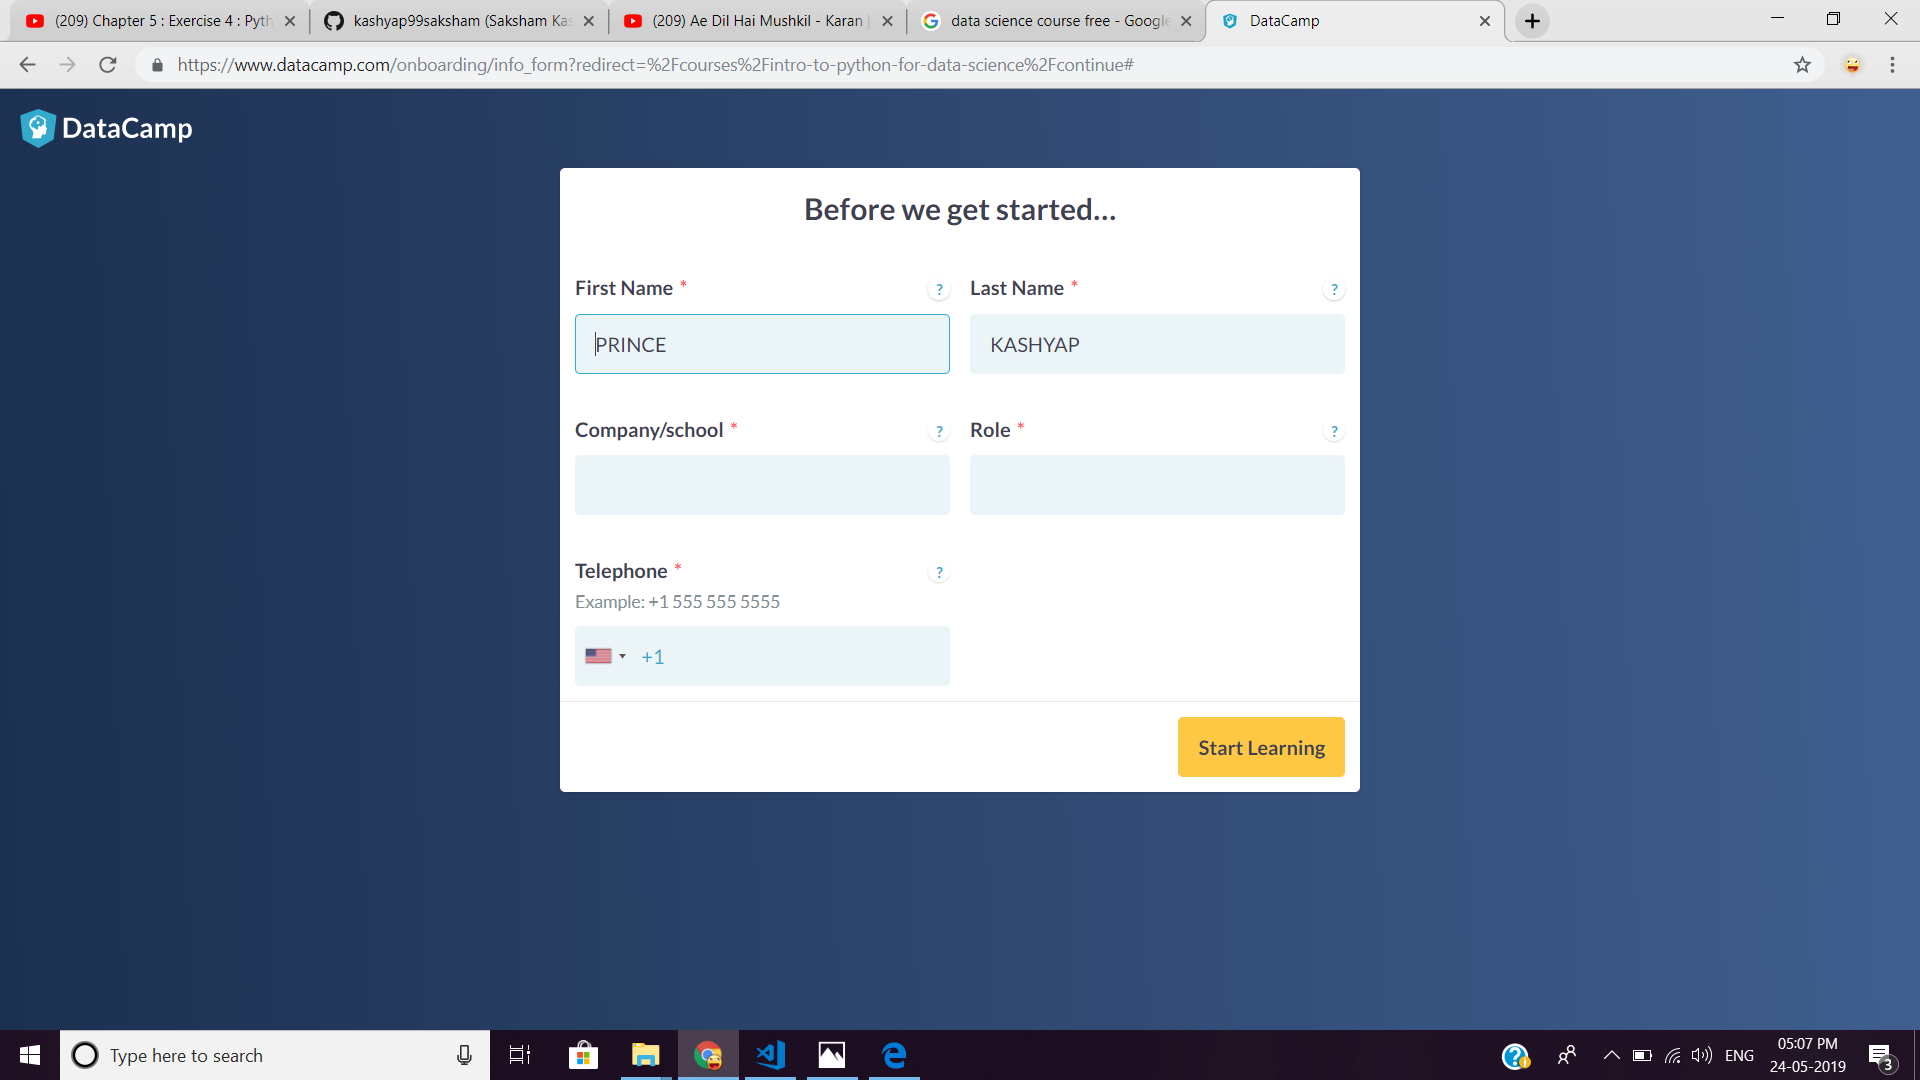 (209) Chapter 5 : Exercise 4 : Pyth
kashyap99saksham (Saksham Kas
(209) Ae Dil Hai Mushkil - Karan |
data science course free - Google
DataCamp
https://www.datacamp.com/onboarding/info_form?redirect=%2Fcourses%2Fintro-to-python-for-data-science%2Fcontinue#
DataCamp
Before we get started...
First Name * ?
Last Name * ?
PRINCE
KASHYAP
Company/school * ?
Role * ?
Telephone * ?
Example: +1 555 555 5555
+1
Start Learning
Type here to search
ENG
05:07 PM
24-05-2019
3